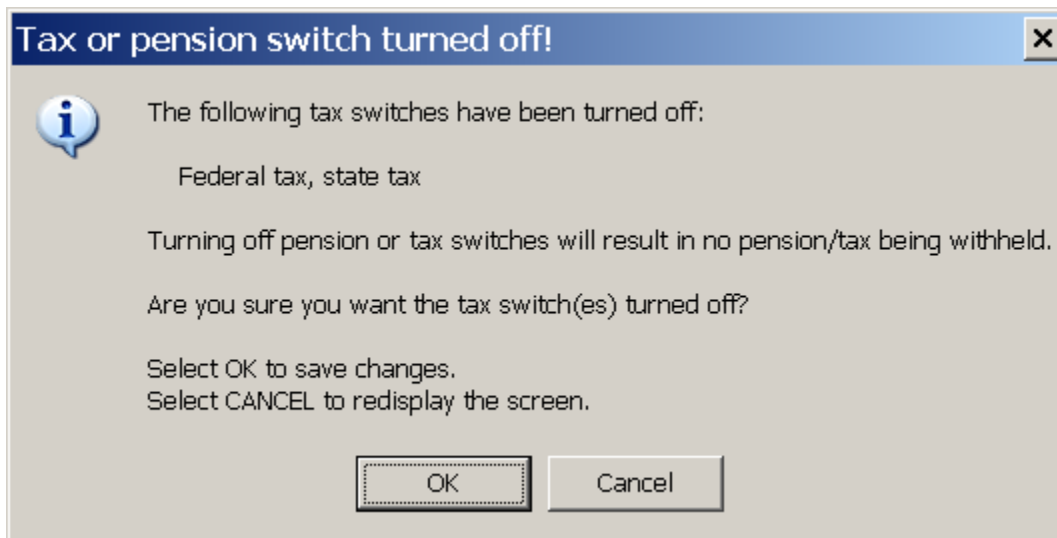 Tax or pension switch turned off!
The following tax switches have been turned off:
Federal tax, state tax
Turning off pension or tax switches will result in no pension/tax being withheld.
Are you sure you want the tax switch(es) turned off?
Select OK to save changes.
Select CANCEL to redisplay the screen.
OK Cancel